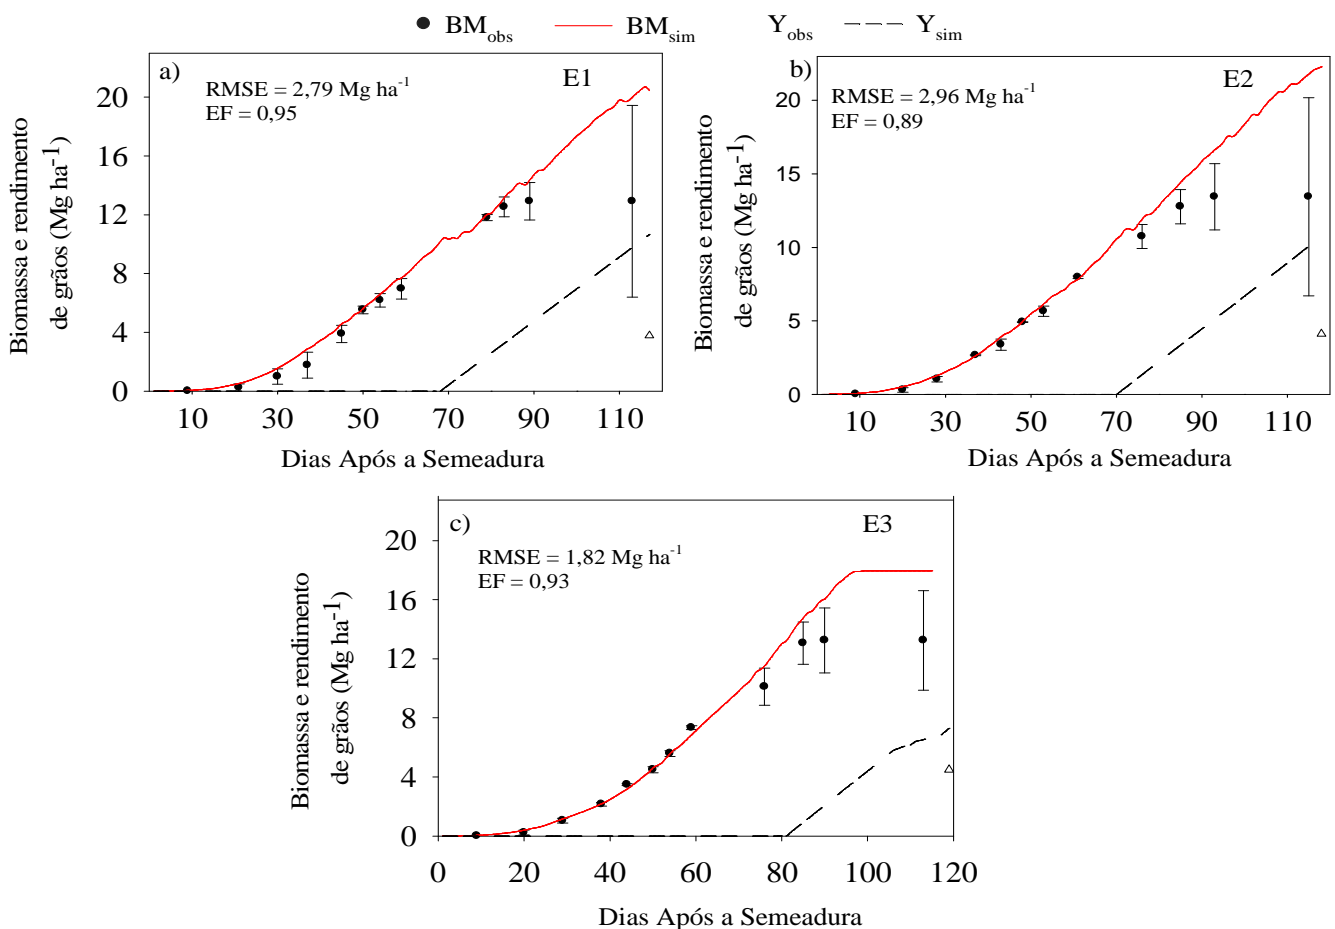 BM_obs BM_sim Y_obs Y_sim
a) E1
RMSE = 2,79 Mg ha⁻¹
EF = 0,95
Biomassa e rendimento
de grãos (Mg ha⁻¹)
20
16
12
8
4
0
10 30 50 70 90 110
Dias Após a Semeadura
b) E2
RMSE = 2,96 Mg ha⁻¹
EF = 0,89
Biomassa e rendimento
de grãos (Mg ha⁻¹)
20
15
10
5
0
10 30 50 70 90 110
Dias Após a Semeadura
c) E3
RMSE = 1,82 Mg ha⁻¹
EF = 0,93
Biomassa e rendimento
de grãos (Mg ha⁻¹)
20
16
12
8
4
0
0 20 40 60 80 100 120
Dias Após a Semeadura